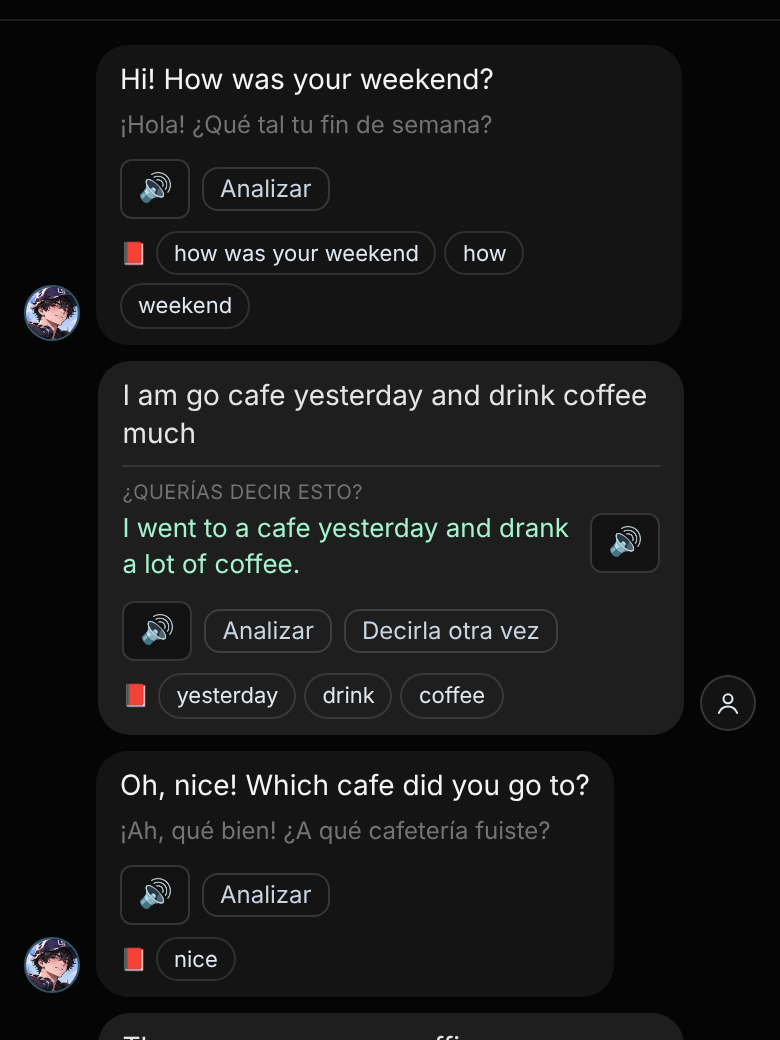 Hi! How was your weekend?
¡Hola! ¿Qué tal tu fin de semana?
Analizar
how was your weekend
how
weekend
I am go cafe yesterday and drink coffee
much
¿QUERÍAS DECIR ESTO?
I went to a cafe yesterday and drank
a lot of coffee.
Analizar
Decirla otra vez
yesterday
drink
coffee
Oh, nice! Which cafe did you go to?
¡Ah, qué bien! ¿A qué cafetería fuiste?
Analizar
nice